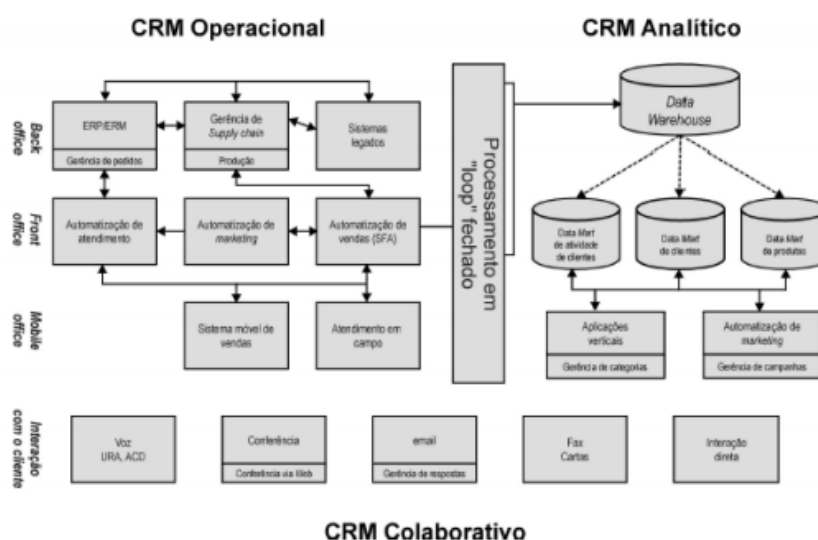 CRM Operacional
CRM Analítico
Back
office
ERP/ERM
Gerência de pedidos
Gerência de
Supply chain
Produção
Sistemas
legados
Processamento em
"loop" fechado
Data
Warehouse
Front
office
Automatização de
atendimento
Automatização de
marketing
Automatização de
vendas (SFA)
Data Mart
de atividade
de clientes
Data Mart
de clientes
Data Mart
de produtos
Mobile
office
Sistema móvel de
vendas
Atendimento em
campo
Aplicações
verticais
Gerência de categorias
Automatização de
marketing
Gerência de campanhas
Interação
com o cliente
Voz
URA, ACD
Conferência
Conferência via Web
email
Gerência de respostas
Fax
Cartas
Interação
direta
CRM Colaborativo